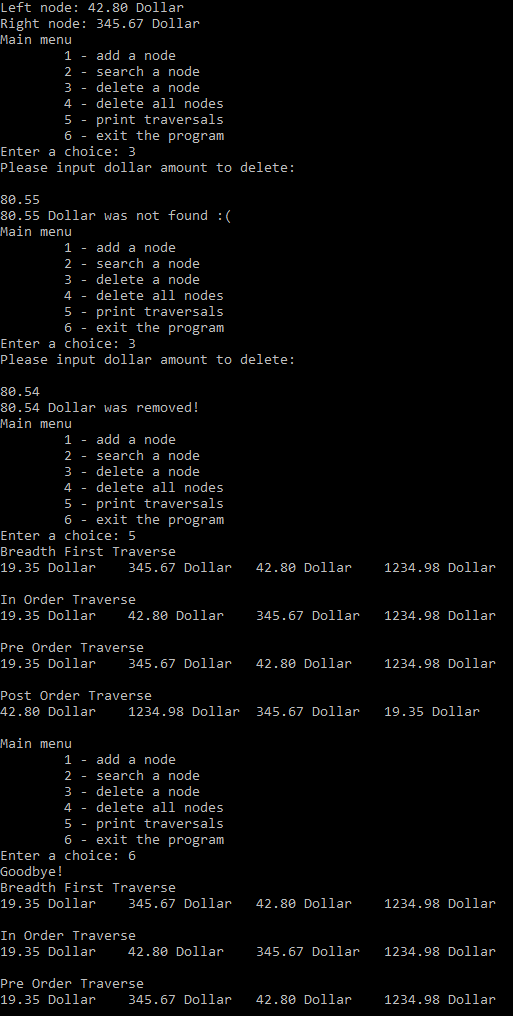 Left node: 42.80 Dollar
Right node: 345.67 Dollar
Main menu
        1 - add a node
        2 - search a node
        3 - delete a node
        4 - delete all nodes
        5 - print traversals
        6 - exit the program
Enter a choice: 3
Please input dollar amount to delete:

80.55
80.55 Dollar was not found :(
Main menu
        1 - add a node
        2 - search a node
        3 - delete a node
        4 - delete all nodes
        5 - print traversals
        6 - exit the program
Enter a choice: 3
Please input dollar amount to delete:

80.54
80.54 Dollar was removed!
Main menu
        1 - add a node
        2 - search a node
        3 - delete a node
        4 - delete all nodes
        5 - print traversals
        6 - exit the program
Enter a choice: 5
Breadth First Traverse
19.35 Dollar    345.67 Dollar   42.80 Dollar    1234.98 Dollar

In Order Traverse
19.35 Dollar    42.80 Dollar    345.67 Dollar   1234.98 Dollar

Pre Order Traverse
19.35 Dollar    345.67 Dollar   42.80 Dollar    1234.98 Dollar

Post Order Traverse
42.80 Dollar    1234.98 Dollar  345.67 Dollar   19.35 Dollar

Main menu
        1 - add a node
        2 - search a node
        3 - delete a node
        4 - delete all nodes
        5 - print traversals
        6 - exit the program
Enter a choice: 6
Goodbye!
Breadth First Traverse
19.35 Dollar    345.67 Dollar   42.80 Dollar    1234.98 Dollar

In Order Traverse
19.35 Dollar    42.80 Dollar    345.67 Dollar   1234.98 Dollar

Pre Order Traverse
19.35 Dollar    345.67 Dollar   42.80 Dollar    1234.98 Dollar